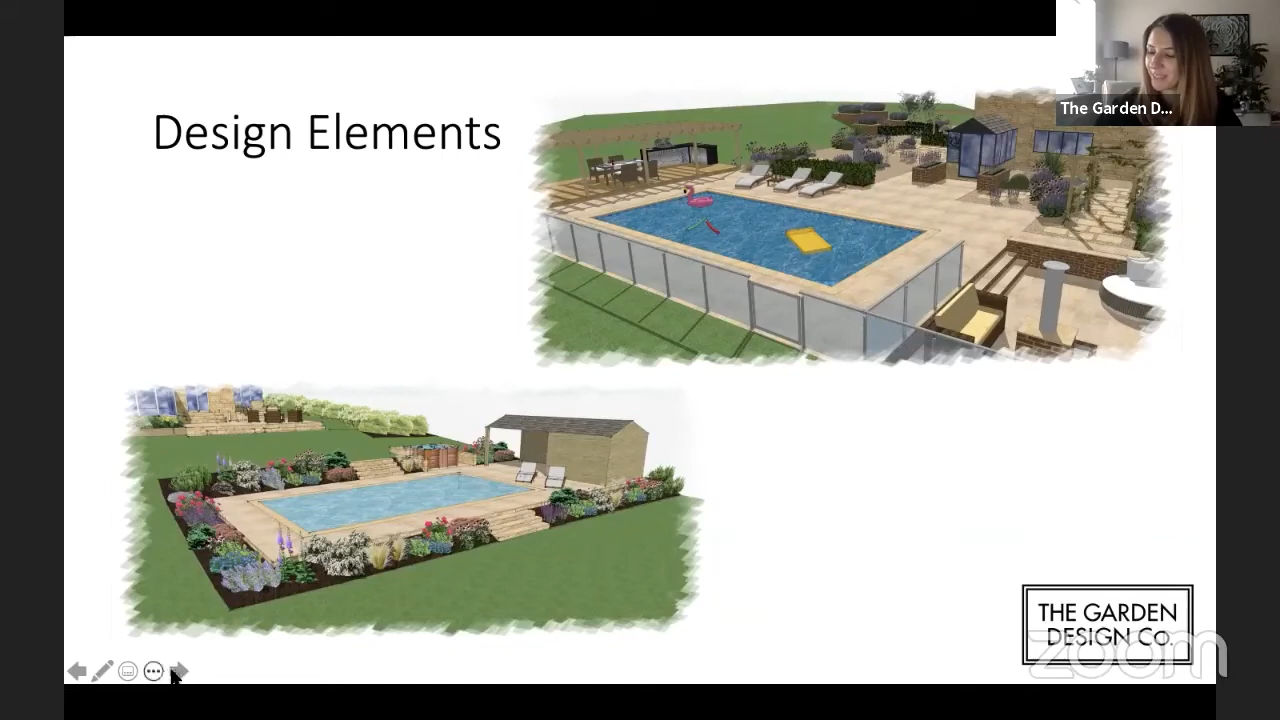 The Garden D...
Design Elements
THE GARDEN
DESIGN Co.
zoom